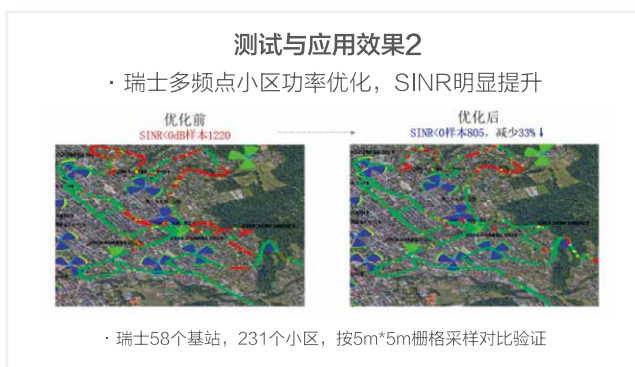 测试与应用效果2
· 瑞士多频点小区功率优化，SINR明显提升
优化前
SINR<0dB样本1220
优化后
SINR<0样本805，减少33%↓
· 瑞士58个基站，231个小区，按5m*5m栅格采样对比验证